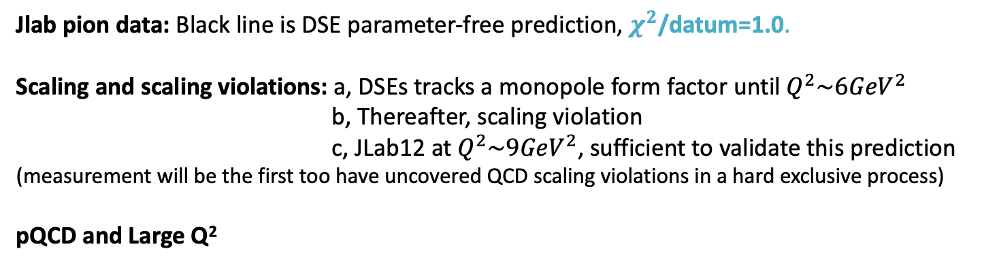 Jlab pion data: Black line is DSE parameter-free prediction, χ²/datum=1.0.
Scaling and scaling violations: a, DSEs tracks a monopole form factor until Q²~6GeV²
b, Thereafter, scaling violation
c, JLab12 at Q²~9GeV², sufficient to validate this prediction
(measurement will be the first too have uncovered QCD scaling violations in a hard exclusive process)
pQCD and Large Q²